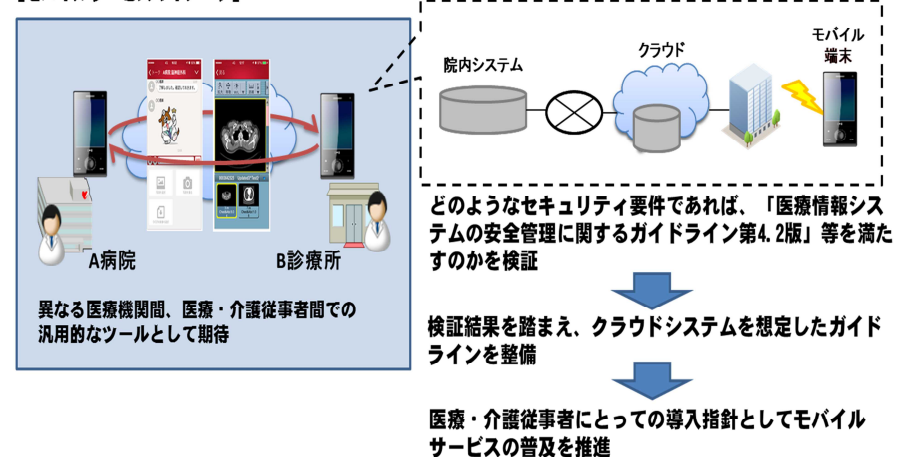 モバイル
端末
クラウド
院内システム
A病院
B診療所
異なる医療機関間、医療・介護従事者間での
汎用的なツールとして期待
どのようなセキュリティ要件であれば、「医療情報シス
テムの安全管理に関するガイドライン第4.2版」等を満た
すのかを検証
検証結果を踏まえ、クラウドシステムを想定したガイド
ラインを整備
医療・介護従事者にとっての導入指針としてモバイル
サービスの普及を推進